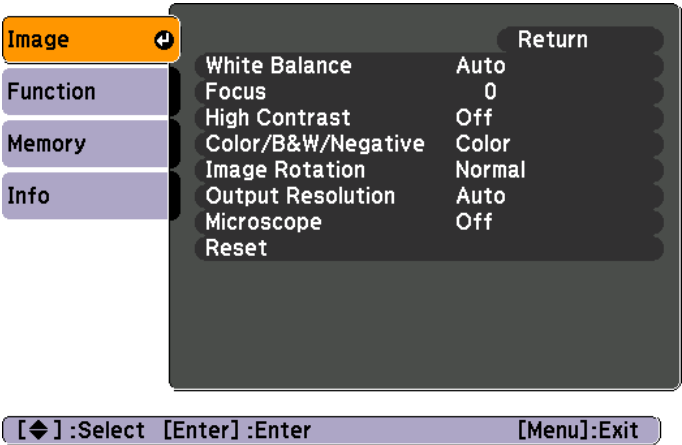 Image
Function
Memory
Info
Return
White Balance Auto
Focus 0
High Contrast Off
Color/B&W/Negative Color
Image Rotation Normal
Output Resolution Auto
Microscope Off
Reset
[◆] :Select [Enter] :Enter [Menu]:Exit